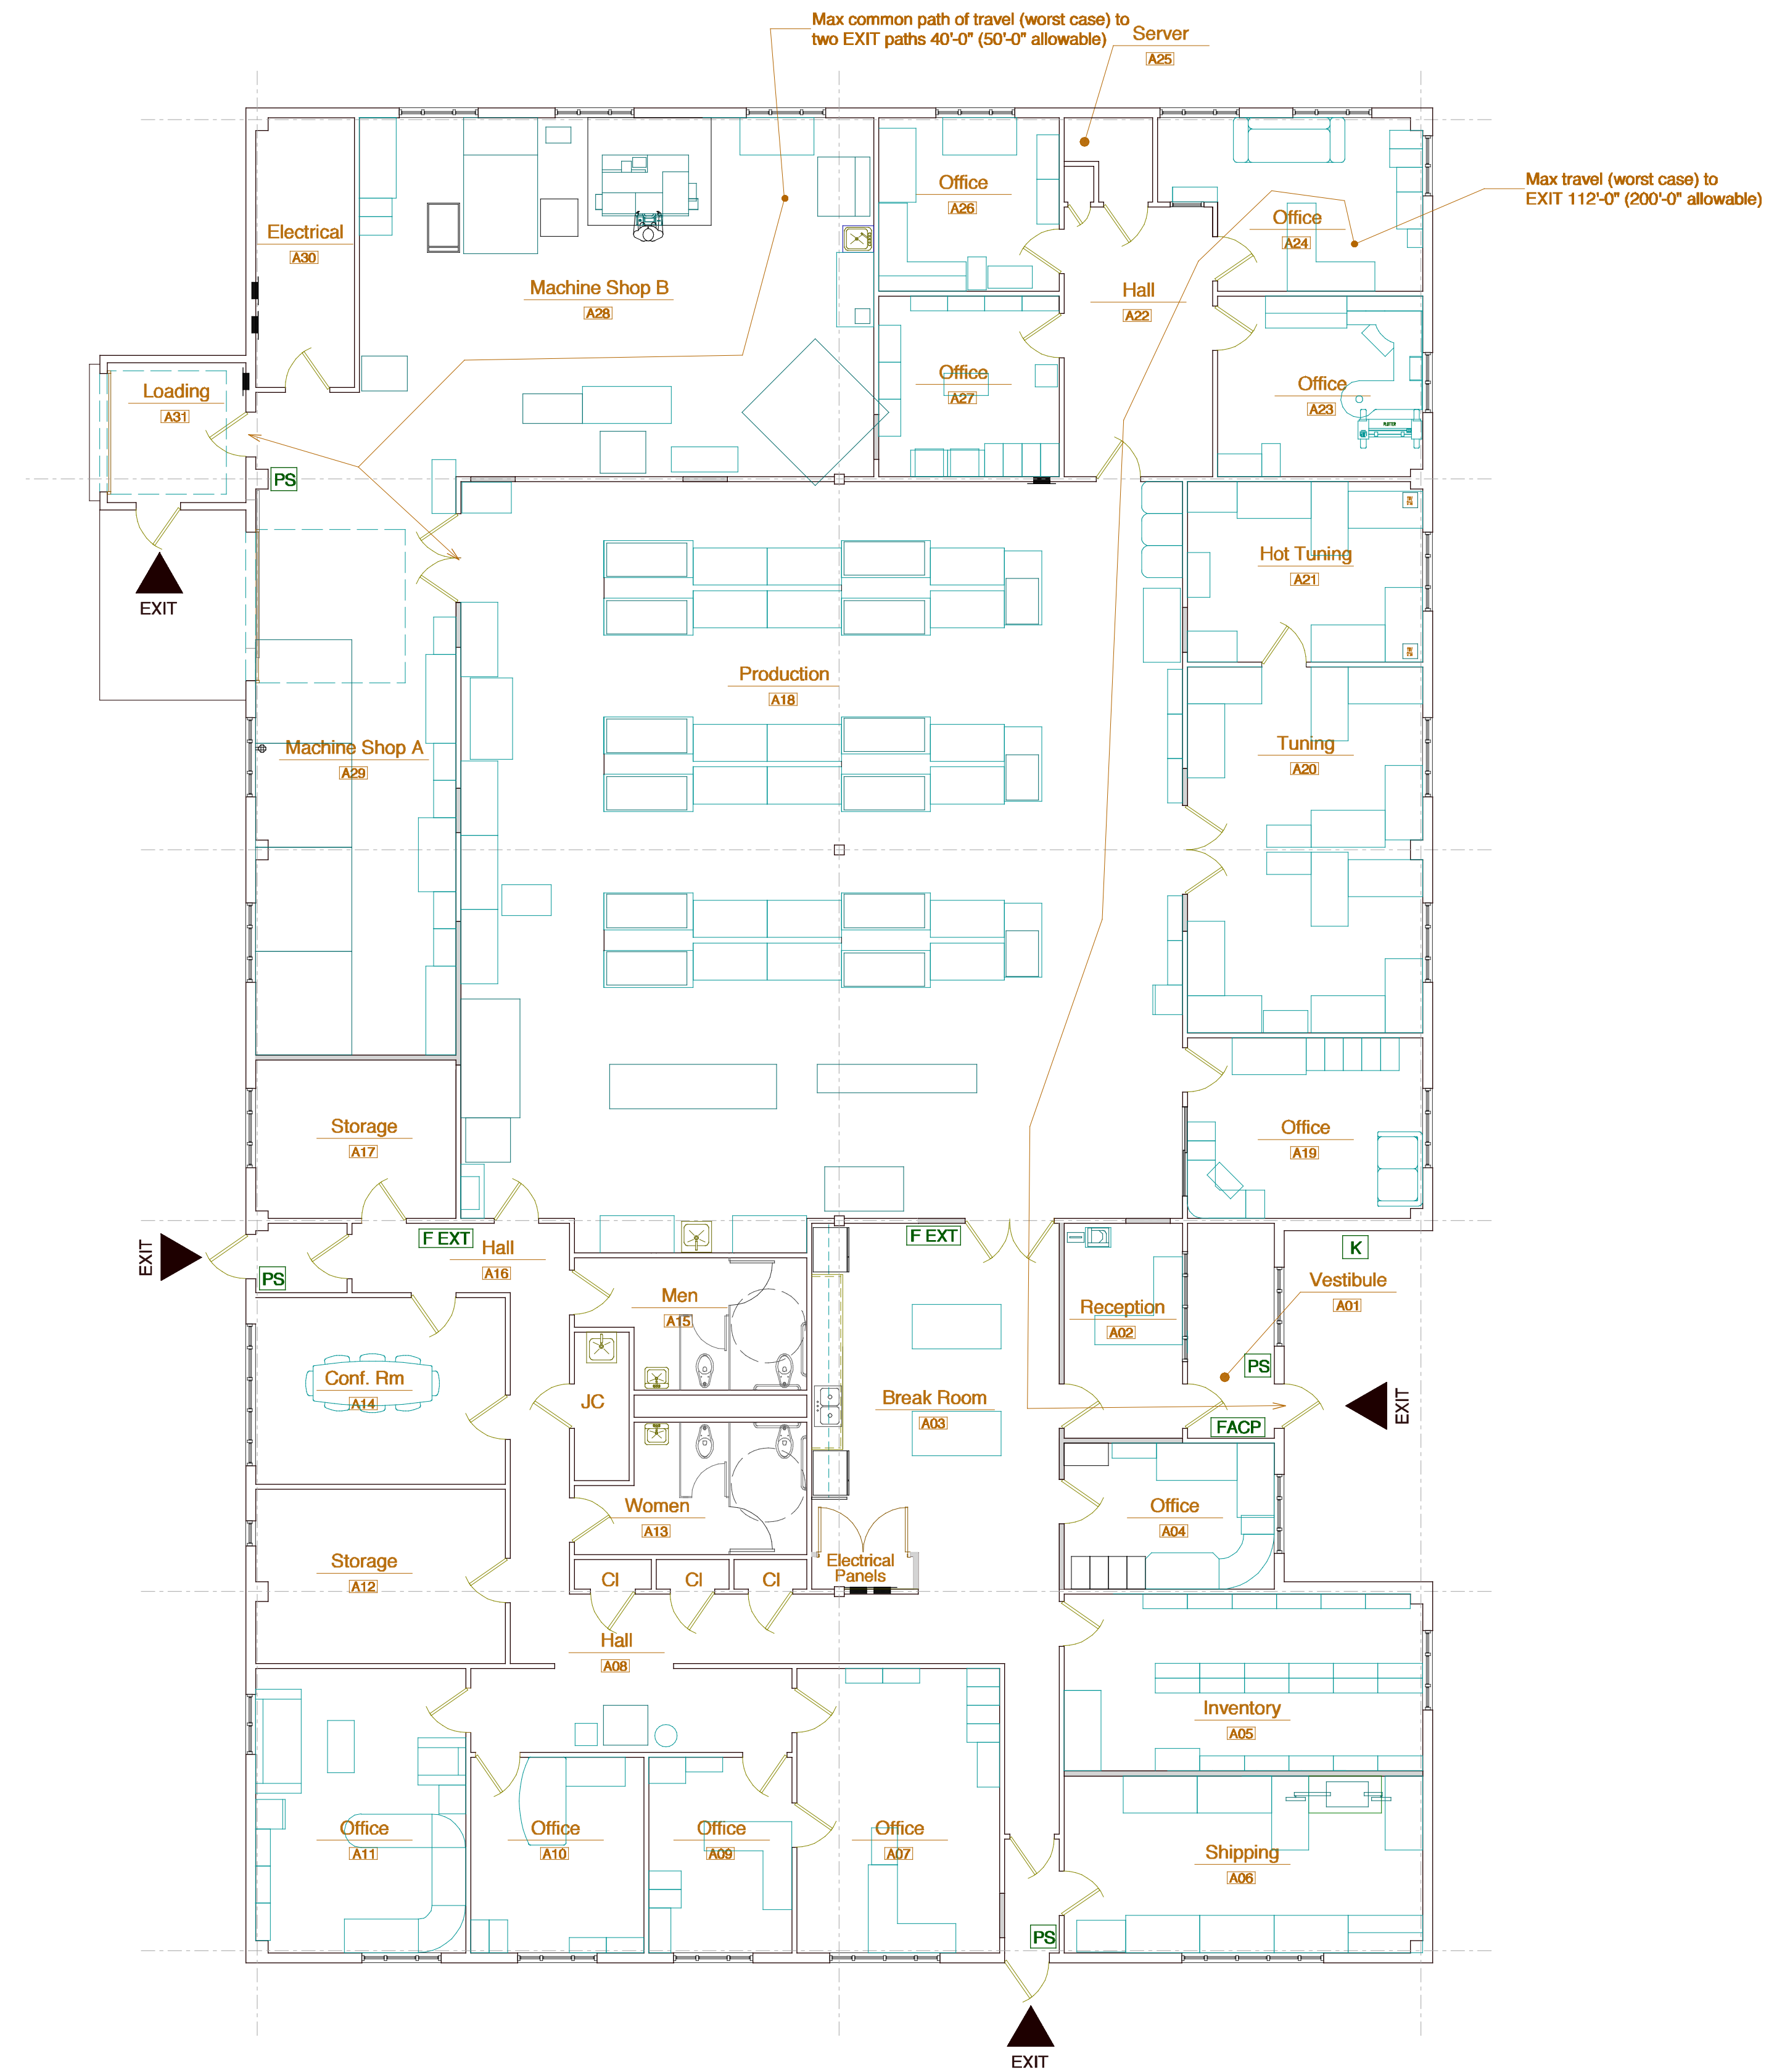 Max common path of travel (worst case) to
two EXIT paths 40'-0" (50'-0" allowable)
Server
A25
Max travel (worst case) to
EXIT 112'-0" (200'-0" allowable)
Office
A26
Office
A24
Electrical
A30
Machine Shop B
A28
Hall
A22
Loading
A31
Office
A27
Office
A23
PLOTTER
PS
EXIT
Hot Tuning
A21
Production
A18
Machine Shop A
A29
Tuning
A20
Storage
A17
Office
A19
F EXT
F EXT
K
EXIT
PS
Hall
A16
Vestibule
A01
Men
A15
Reception
A02
PS
Conf. Rm
A14
JC
Break Room
A03
FACP
EXIT
Women
A13
Office
A04
Storage
A12
Cl
Cl
Cl
Electrical
Panels
Hall
A08
Inventory
A05
Office
A11
Office
A10
Office
A09
Office
A07
Shipping
A06
PS
EXIT